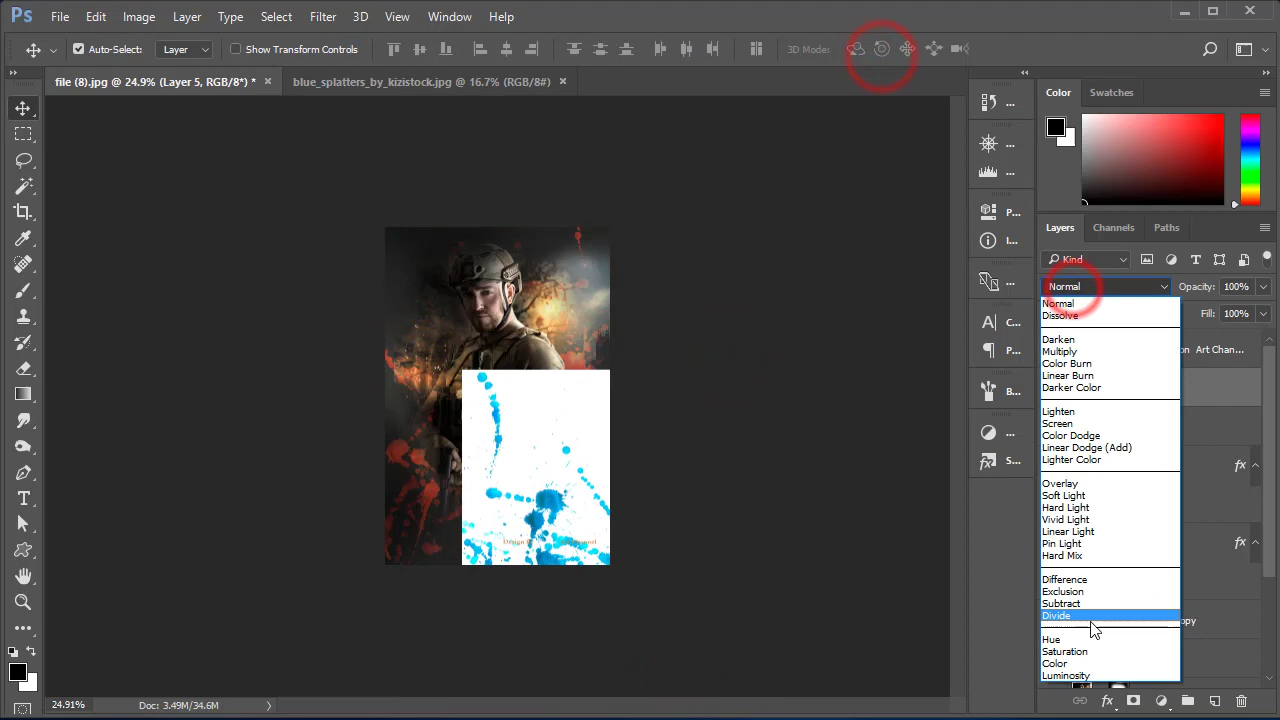 Ps File Edit Image Layer Type Select Filter 3D View Window Help
Auto-Select: Layer Show Transform Controls 3D Mode:
file (8).jpg @ 24.9% (Layer 5, RGB/8*) * × blue_splatters_by_kizistock.jpg @ 16.7% (RGB/8#) ×
Color Swatches
...
...
...
P...
I...
...
C...
P...
B...
...
S...
Layers Channels Paths
Kind
Normal Opacity: 100%
Fill: 100%
Normal
Dissolve
Darken
Multiply
Color Burn
Linear Burn
Darker Color
Lighten
Screen
Color Dodge
Linear Dodge (Add)
Lighter Color
Overlay
Soft Light
Hard Light
Vivid Light
Linear Light
Pin Light
Hard Mix
Difference
Exclusion
Subtract
Divide
Hue
Saturation
Color
Luminosity
Art Chan...
fx
fx
Design
24.91% Doc: 3.49M/34.6M
fx